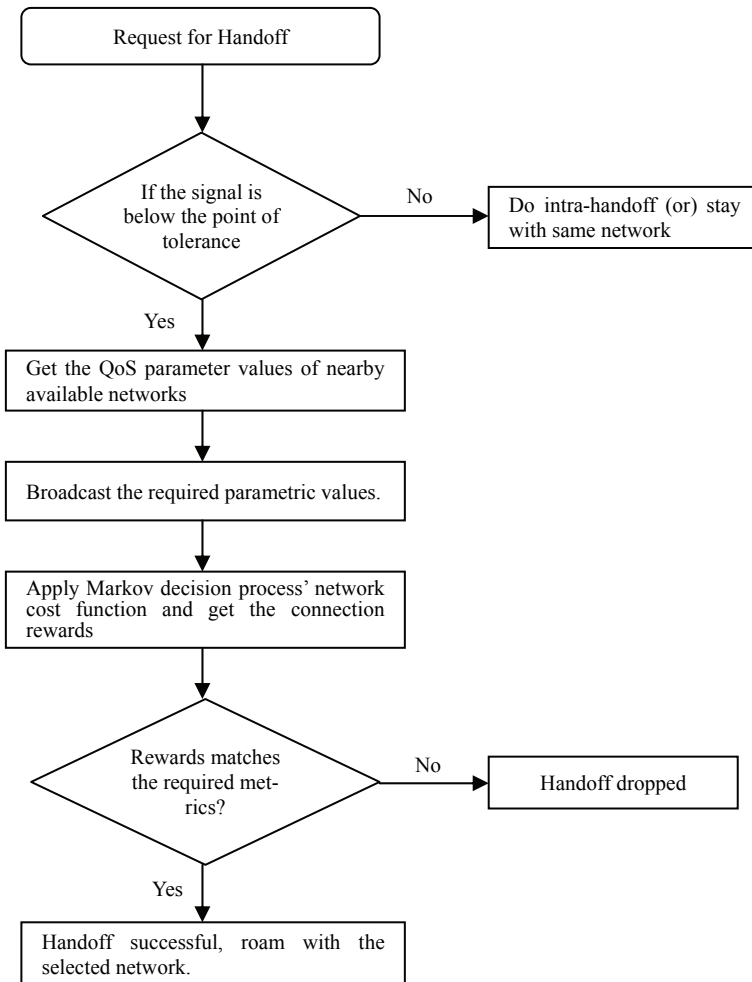 Request for Handoff
If the signal is
below the point of
tolerance
No
Do intra-handoff (or) stay
with same network
Yes
Get the QoS parameter values of nearby
available networks
Broadcast the required parametric values.
Apply Markov decision process’ network
cost function and get the connection
rewards
Rewards matches
the required met-
rics?
No
Handoff dropped
Yes
Handoff successful, roam with the
selected network.